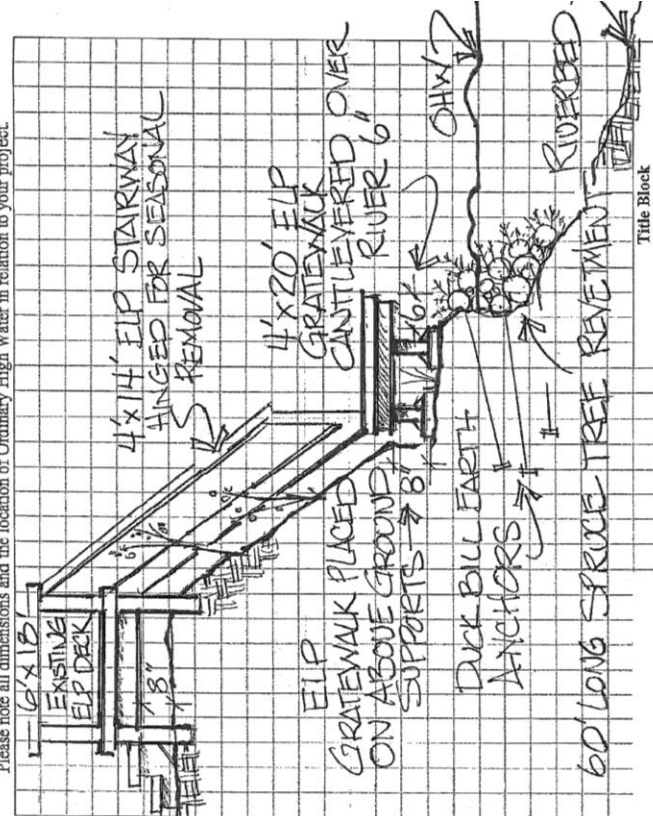 Please note all dimensions and the location of Ordinary High Water in relation to your project.
6'x18'
EXISTING
ELP DECK
8"
4'x14' ELP STAIRWAY
HINGED FOR SEASONAL
REMOVAL
4'x20' ELP
GRATEWALK
CANTILEVERED OVER
RIVER 6"
OHW
ELP
GRATEWALK PLACED
ON ABOVE GROUND
SUPPORTS → 8"
6"
DUCK BILL EARTH
ANCHORS
RIVERBED
60' LONG SPRUCE TREE REVETMENT
Title Block